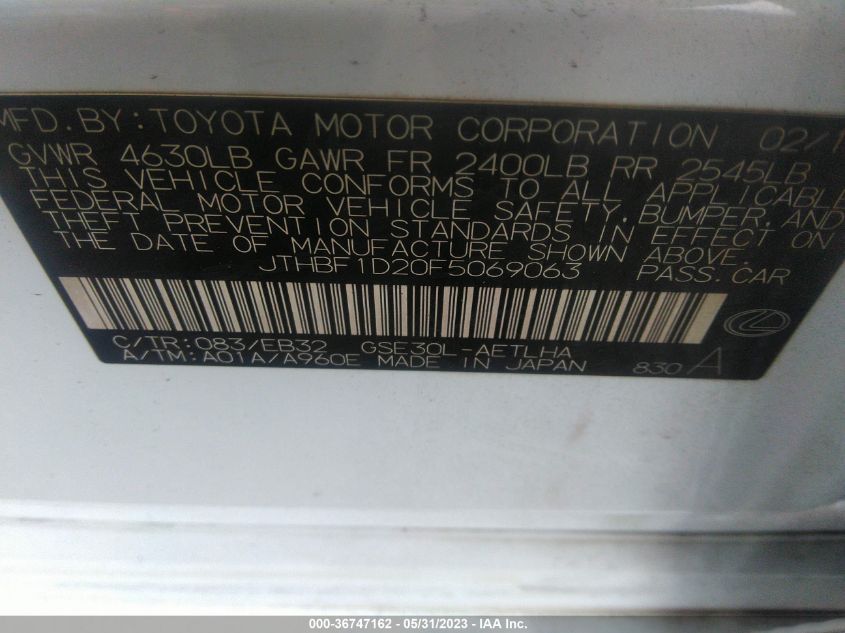 MFD. BY: TOYOTA MOTOR CORPORATION 02/1
GVWR 4630LB GAWR FR 2400LB RR 2545LB
THIS VEHICLE CONFORMS TO ALL APPLICABLE
FEDERAL MOTOR VEHICLE SAFETY, BUMPER, AND
THEFT PREVENTION STANDARDS IN EFFECT ON
THE DATE OF MANUFACTURE SHOWN ABOVE.
JTHBF1D20F5069063 PASS.CAR
C/TR: 083/EB32 GSE30L-AETLHA
A/TM: A01A/A960E MADE IN JAPAN 830 A
000-36747162 - 05/31/2023 - IAA Inc.